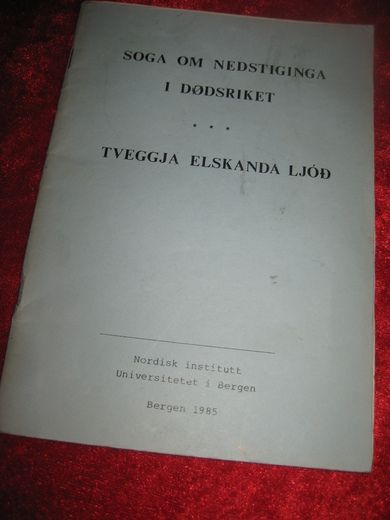 SOGA OM NEDSTIGINGA
I DØDSRIKET
* * *
TVEGGJA ELSKANDA LJÓÐ
Nordisk institutt
Universitetet i Bergen
Bergen 1985